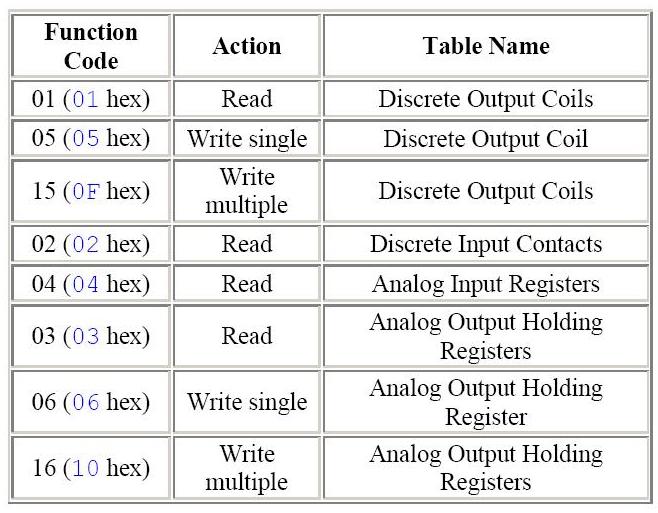 Function
Code
Action
Table Name
01 (01 hex)
Read
Discrete Output Coils
05 (05 hex)
Write single
Discrete Output Coil
15 (0F hex)
Write
multiple
Discrete Output Coils
02 (02 hex)
Read
Discrete Input Contacts
04 (04 hex)
Read
Analog Input Registers
03 (03 hex)
Read
Analog Output Holding
Registers
06 (06 hex)
Write single
Analog Output Holding
Register
16 (10 hex)
Write
multiple
Analog Output Holding
Registers